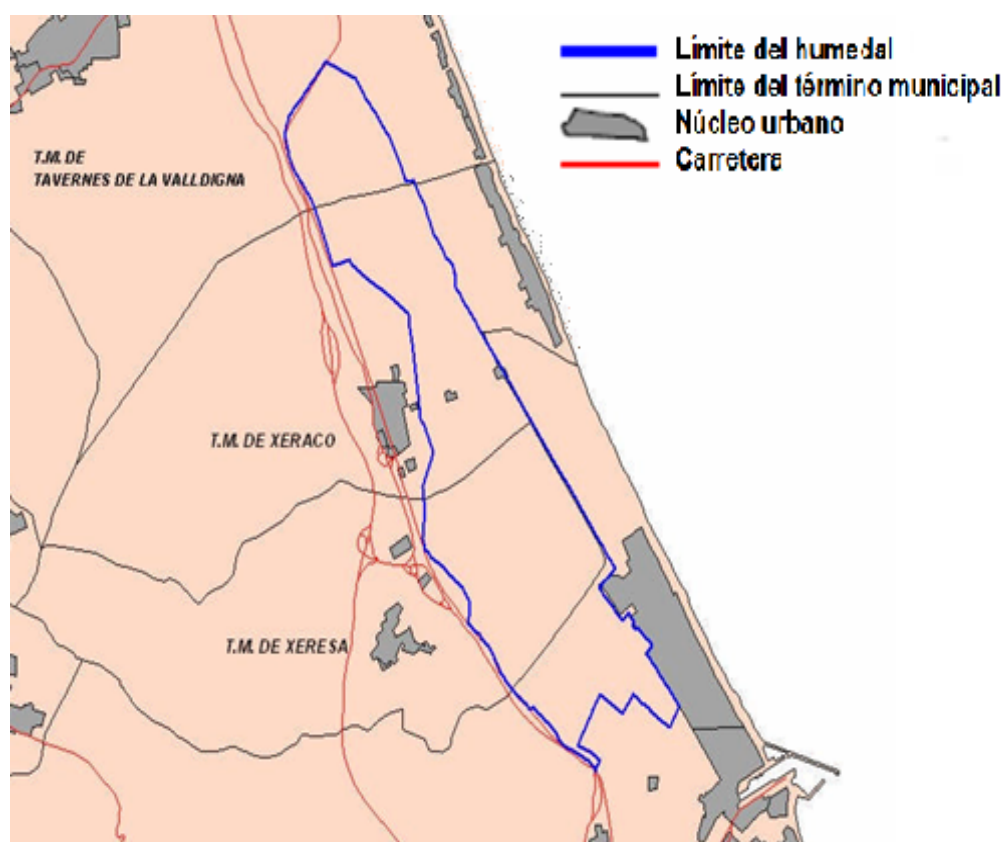 Límite del humedal
Límite del término municipal
Núcleo urbano
Carretera
T.M. DE
TAVERNES DE LA VALLDIGNA
T.M. DE XERACO
T.M. DE XERESA